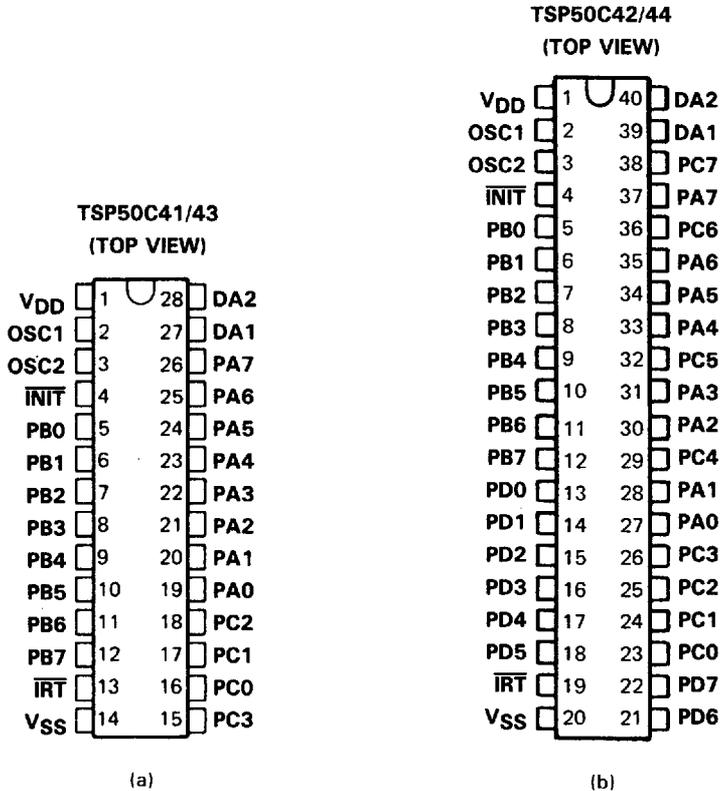 TSP50C41/43
(TOP VIEW)
VDD 1 28 DA2
OSC1 2 27 DA1
OSC2 3 26 PA7
INIT 4 25 PA6
PB0 5 24 PA5
PB1 6 23 PA4
PB2 7 22 PA3
PB3 8 21 PA2
PB4 9 20 PA1
PB5 10 19 PA0
PB6 11 18 PC2
PB7 12 17 PC1
IRT 13 16 PC0
VSS 14 15 PC3
(a)
TSP50C42/44
(TOP VIEW)
VDD 1 40 DA2
OSC1 2 39 DA1
OSC2 3 38 PC7
INIT 4 37 PA7
PB0 5 36 PC6
PB1 6 35 PA6
PB2 7 34 PA5
PB3 8 33 PA4
PB4 9 32 PC5
PB5 10 31 PA3
PB6 11 30 PA2
PB7 12 29 PC4
PD0 13 28 PA1
PD1 14 27 PA0
PD2 15 26 PC3
PD3 16 25 PC2
PD4 17 24 PC1
PD5 18 23 PC0
IRT 19 22 PD7
VSS 20 21 PD6
(b)